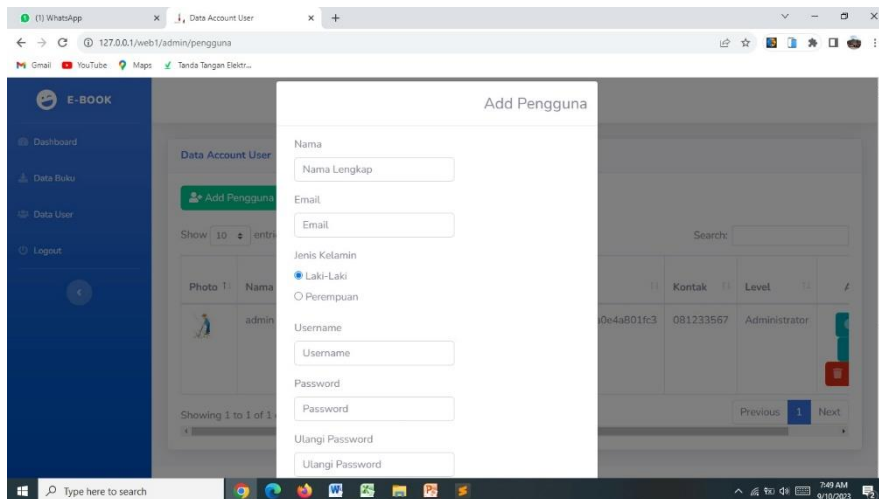 (1) WhatsApp
Data Account User
127.0.0.1/web1/admin/pengguna
Gmail YouTube Maps Tanda Tangan Elektr...
E-BOOK
Dashboard
Data Buku
Data User
Logout
Data Account User
Add Pengguna
Show 10 entri
Search:
Photo Nama Kontak Level A
admin 0e4a801fc3 081233567 Administrator
Showing 1 to 1 of 1
Previous 1 Next
Add Pengguna
Nama
Nama Lengkap
Email
Email
Jenis Kelamin
Laki-Laki
Perempuan
Username
Username
Password
Password
Ulangi Password
Ulangi Password
Type here to search
7:49 AM
9/10/2023